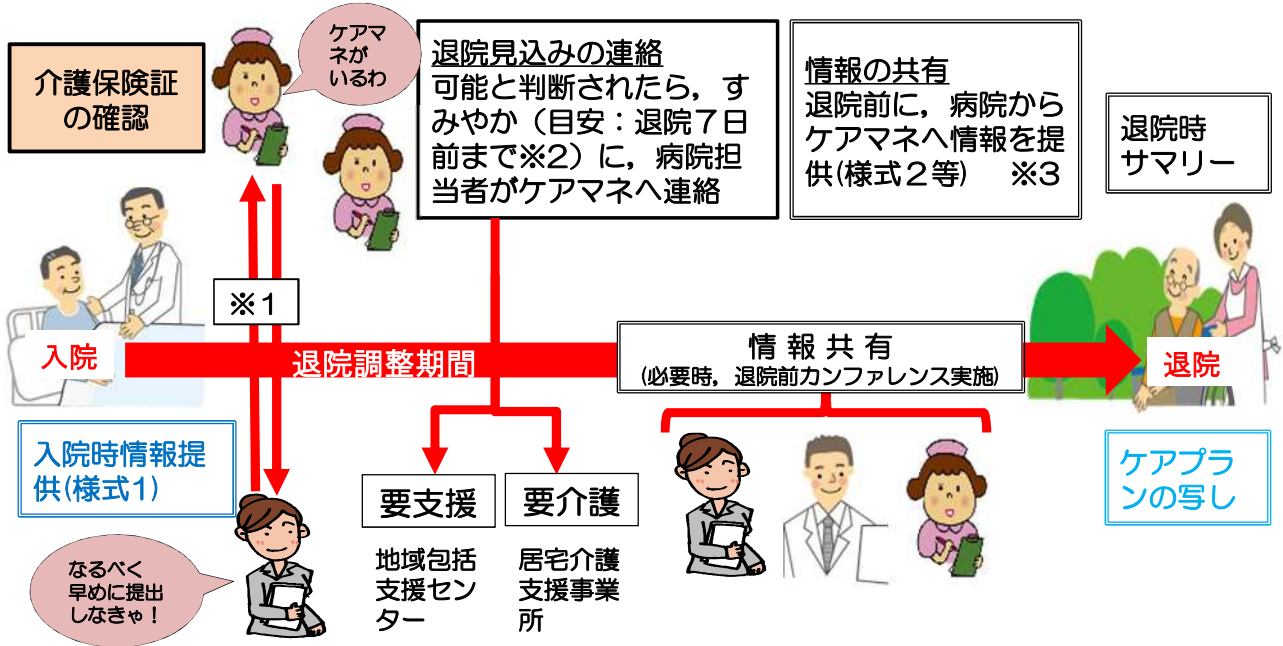 介護保険証
の確認
ケアマ
ネが
いるわ
退院見込みの連絡
可能と判断されたら，す
みやか（目安：退院７日
前まで※2）に，病院担
当者がケアマネへ連絡
情報の共有
退院前に，病院から
ケアマネへ情報を提
供(様式２等)　※3
退院時
サマリー
※１
入院
退院調整期間
情 報 共 有
(必要時，退院前カンファレンス実施)
退院
入院時情報提
供(様式1)
なるべく
早めに提出
しなきゃ！
要支援
地域包括
支援セン
ター
要介護
居宅介護
支援事業
所
ケアプラ
ンの写し